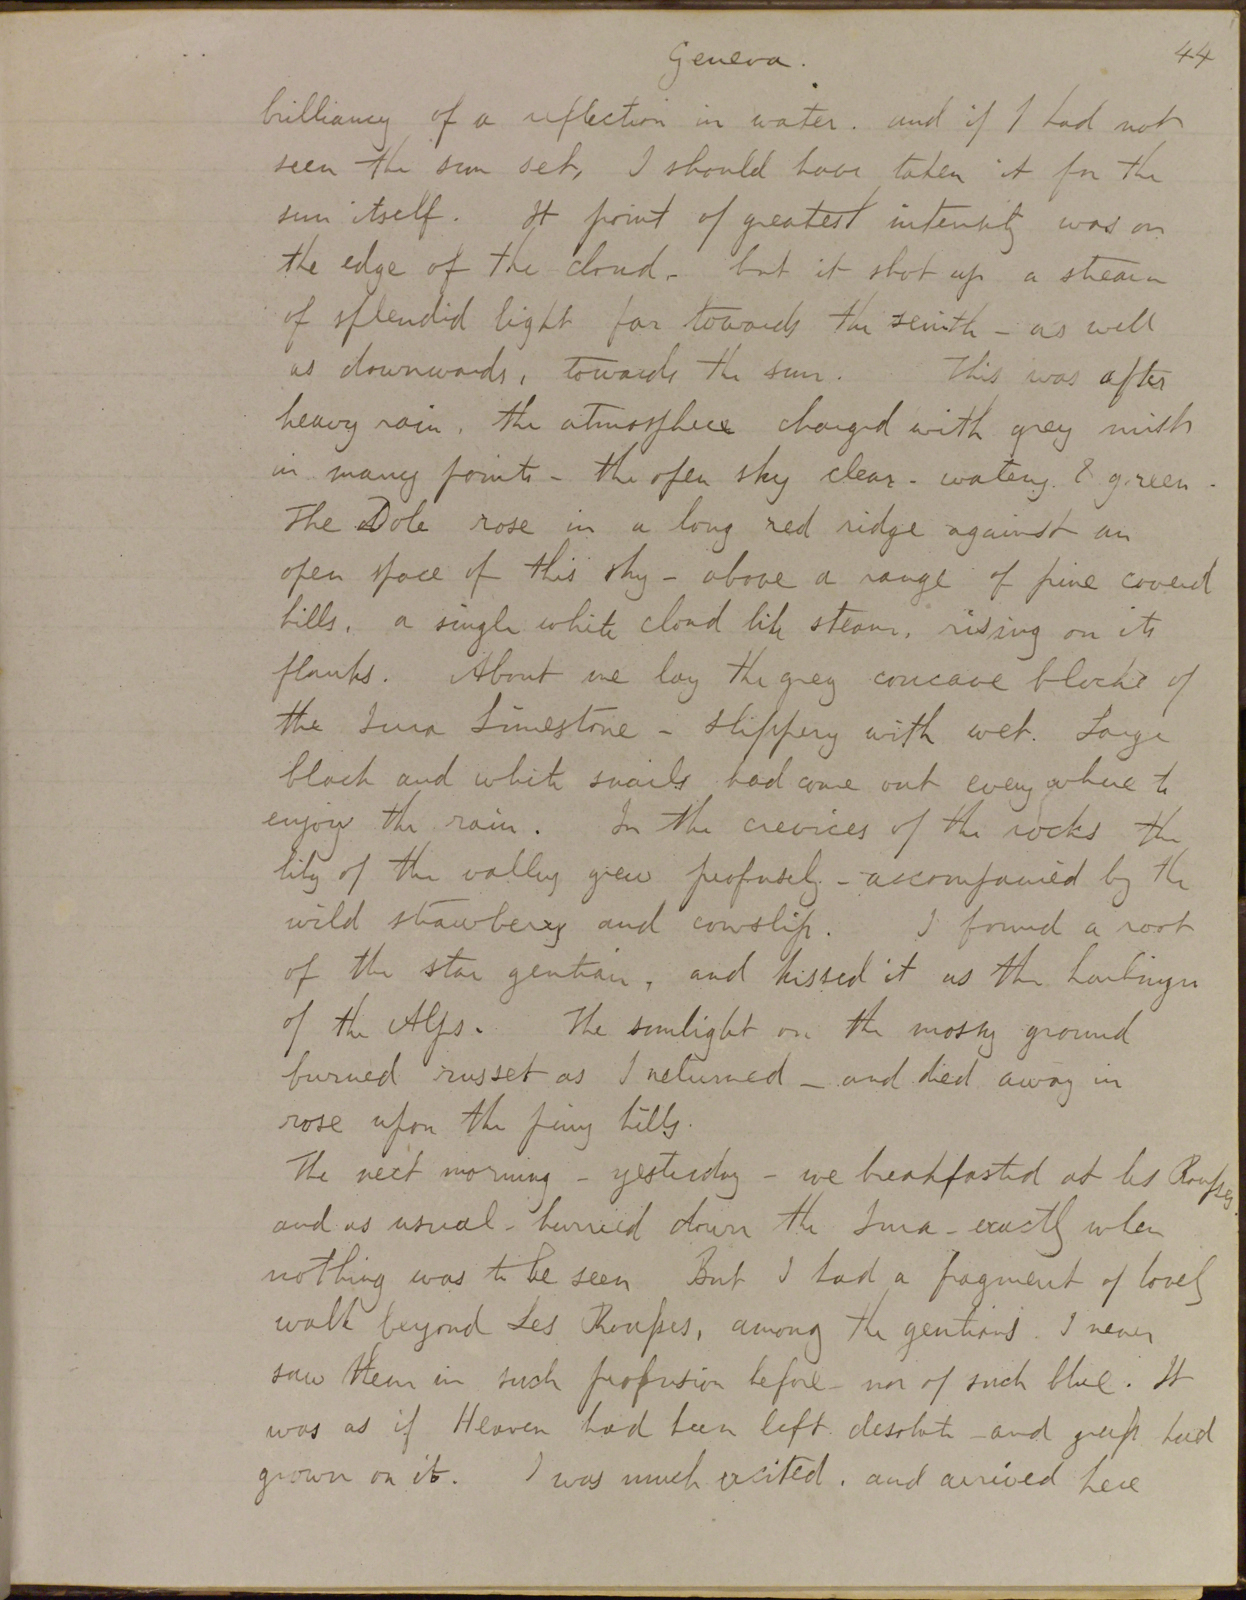 Geneva. 44
brilliancy of a reflection in water. and if I had not
seen the sun set, I should have taken it for the
sun itself. It point of greatest intensity was on
the edge of the cloud - but it shot up a stream
of splendid light far towards the zenith - as well
as downwards, towards the sun. This was after
heavy rain, the atmosphere charged with grey mists
in many points - the open sky clear - watery & green -
The Dole rose in a long red ridge against an
open space of this sky - above a range of pine coverd
hills, a single white cloud like steam, rising on its
flanks. About me lay the grey concave blocks of
the Jura Limestone - slippery with wet. Large
black and white snails had come out every where to
enjoy the rain. In the crevices of the rocks the
lily of the valley grew profusely - accompanied by the
wild strawberry and cowslip. I found a root
of the star gentian, and kissed it as the harbinger
of the Alps. The sunlight on the mossy ground
burned russet as I returned - and died away in
rose upon the piny hills.
The next morning - yesterday - we breakfasted at les Rousses,
and as usual - hurried down the Jura - exactly when
nothing was to be seen But I had a fragment of lovely
walk beyond Les Rousses, among the gentians. I never
saw them in such profusion before - nor of such blue. It
was as if Heaven had been left desolate - and grass had
grown on it. I was much excited, and arrived here